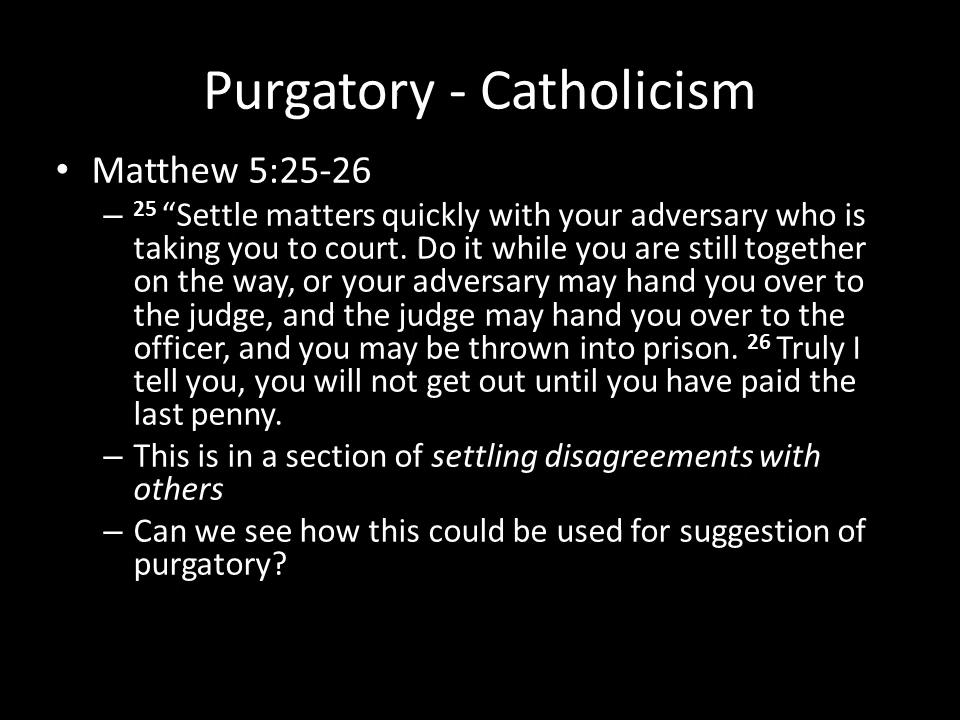 Purgatory - Catholicism
• Matthew 5:25-26
– 25 “Settle matters quickly with your adversary who is
taking you to court. Do it while you are still together
on the way, or your adversary may hand you over to
the judge, and the judge may hand you over to the
officer, and you may be thrown into prison. 26 Truly I
tell you, you will not get out until you have paid the
last penny.
– This is in a section of settling disagreements with
others
– Can we see how this could be used for suggestion of
purgatory?